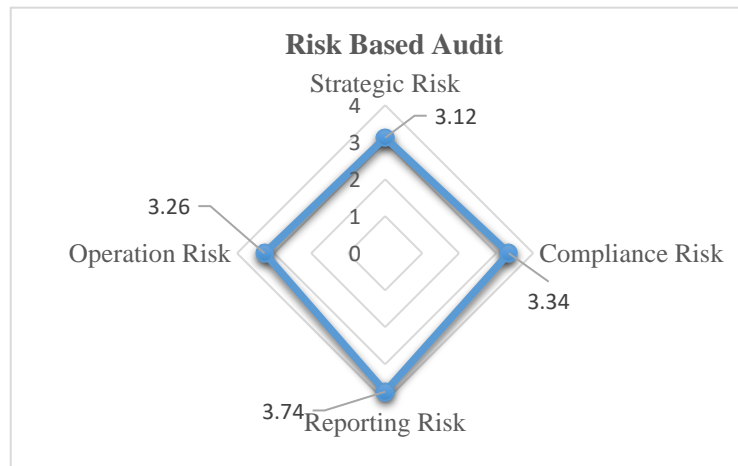 Risk Based Audit
Strategic Risk
4
3.12
3
2
3.26
1
Operation Risk
0
Compliance Risk
3.34
3.74
Reporting Risk